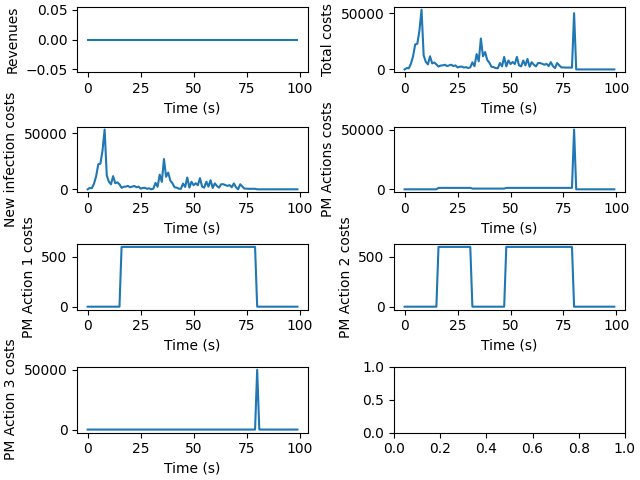 Revenues
0.05
0.00
−0.05
0 25 50 75 100
Time (s)
Total costs
50000
0
0 25 50 75 100
Time (s)
New infection costs
50000
0
0 25 50 75 100
Time (s)
PM Actions costs
50000
0
0 25 50 75 100
Time (s)
PM Action 1 costs
500
0
0 25 50 75 100
Time (s)
PM Action 2 costs
500
0
0 25 50 75 100
Time (s)
PM Action 3 costs
50000
0
0 25 50 75 100
Time (s)
1.0
0.5
0.0
0.0 0.2 0.4 0.6 0.8 1.0